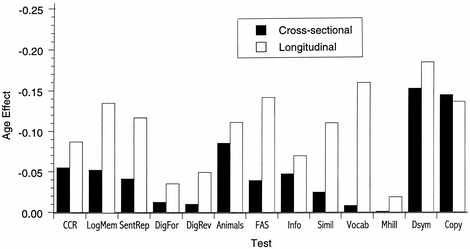 -0.25
Cross-sectional
Longitudinal
-0.20
-0.15
-0.10
-0.05
0.00
Age Effect
CCR LogMem SentRep DigFor DigRev Animals FAS Info Simil Vocab Mhill Dsym Copy
Test